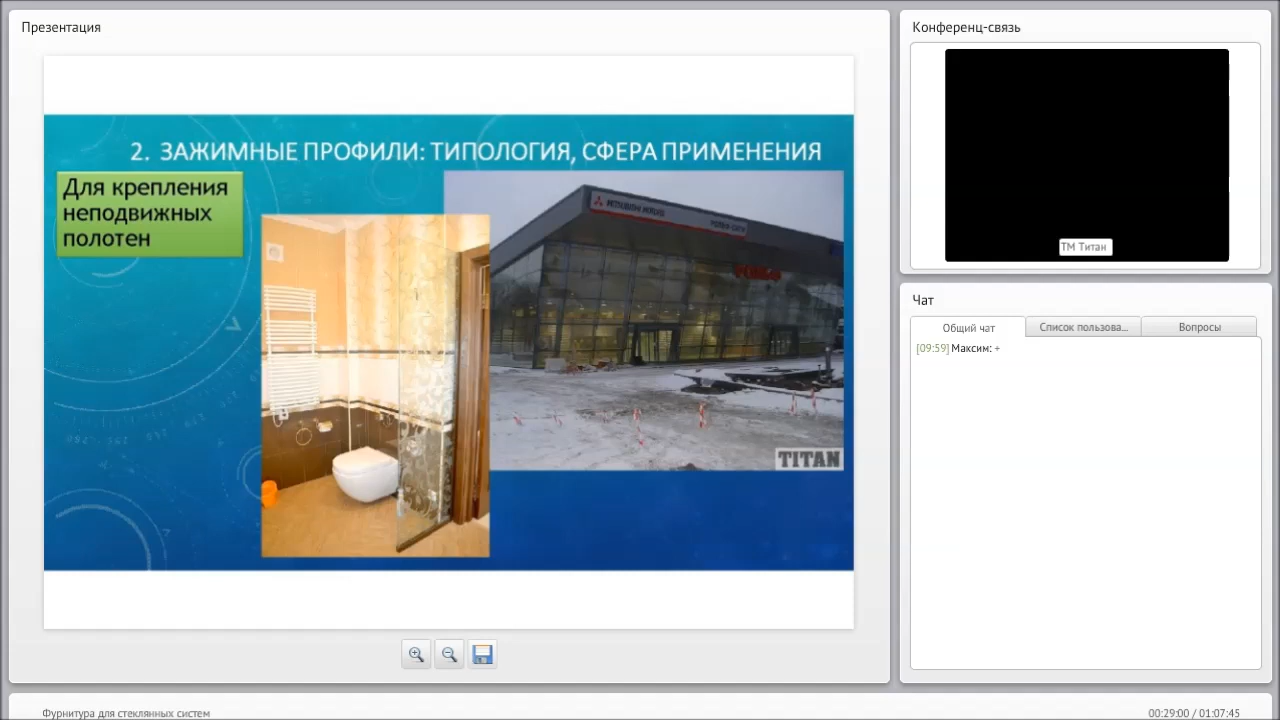 Презентация
2. ЗАЖИМНЫЕ ПРОФИЛИ: ТИПОЛОГИЯ, СФЕРА ПРИМЕНЕНИЯ
Для крепления
неподвижных
полотен
TITAN
Конференц-связь
ТМ Титан
Чат
Общий чат
Список пользова...
Вопросы
[09:59] Максим: +
Фурнитура для стеклянных систем
00:29:00 / 01:07:45